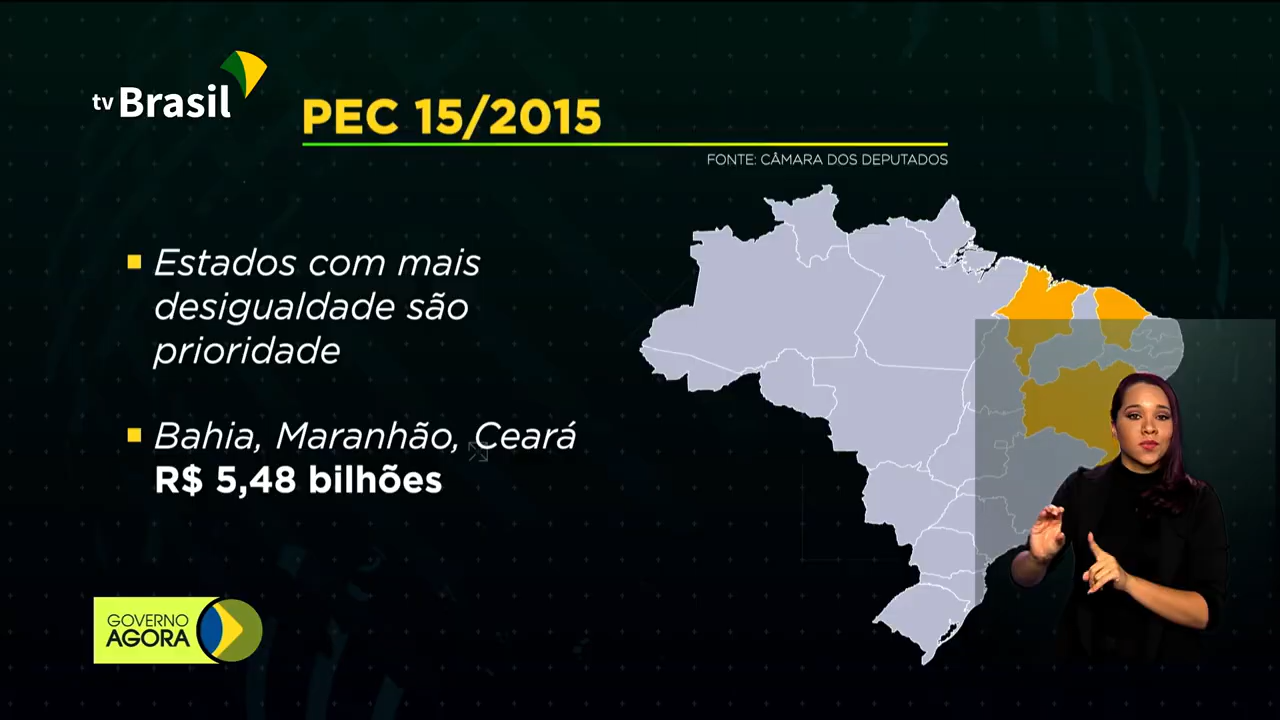 tv Brasil
PEC 15/2015
FONTE: CÂMARA DOS DEPUTADOS
Estados com mais
desigualdade são
prioridade
Bahia, Maranhão, Ceará
R$ 5,48 bilhões
GOVERNO
AGORA